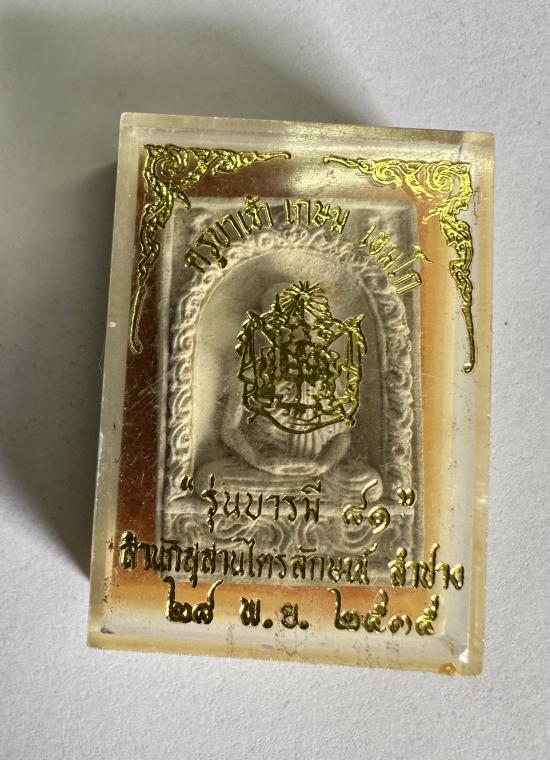 ครูบาเจ้า เกษม เขมโก
"รุ่นบารมี ๘๑"
สำนักสุสานไตรลักษณ์ ลำปาง
๒๘ พ.ย. ๒๕๓๕